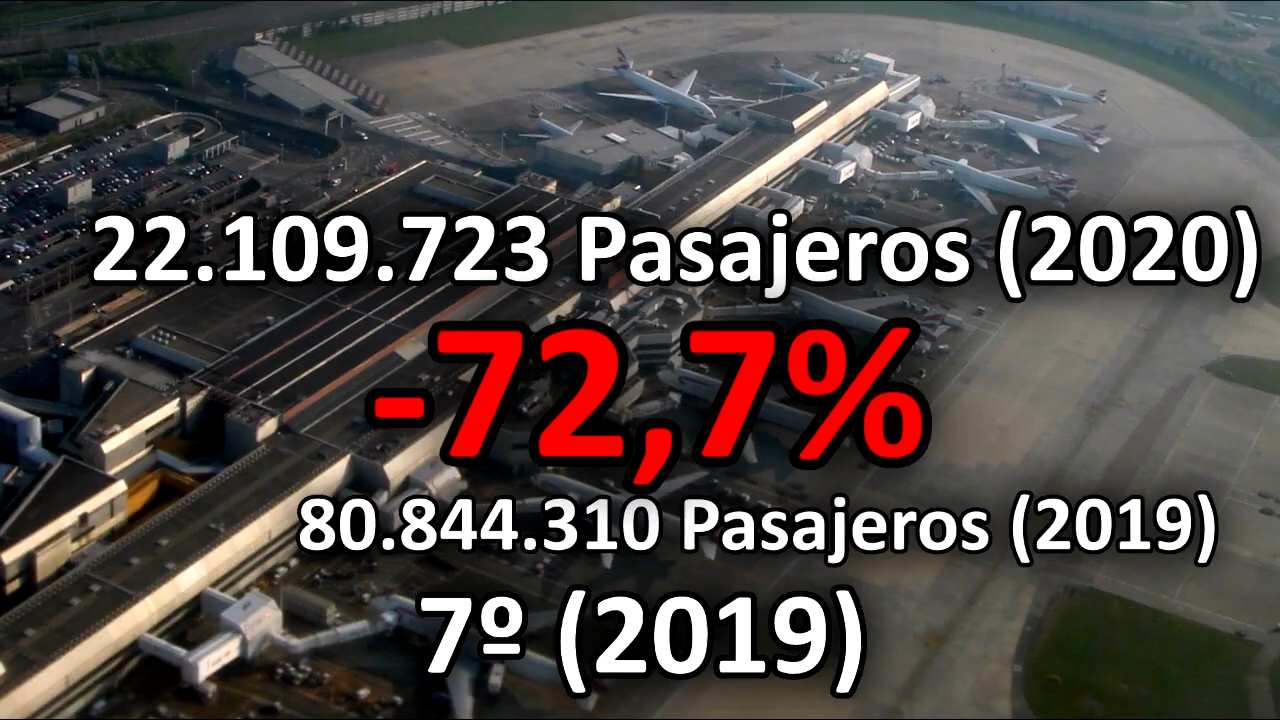 22.109.723 Pasajeros (2020)
-72,7%
80.844.310 Pasajeros (2019)
7º (2019)